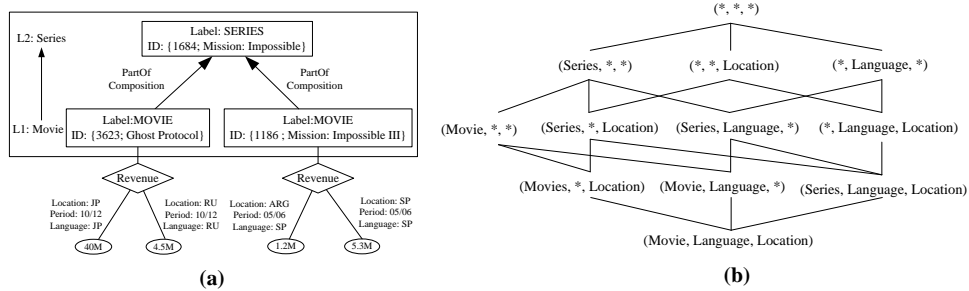 L2: Series
Label: SERIES
ID: {1684; Mission: Impossible}
PartOf
Composition
PartOf
Composition
L1: Movie
Label:MOVIE
ID: {3623; Ghost Protocol}
Label:MOVIE
ID: {1186 ; Mission: Impossible III}
Revenue
Revenue
Location: JP
Period: 10/12
Language: JP
Location: RU
Period: 10/12
Language: RU
Location: ARG
Period: 05/06
Language: SP
Location: SP
Period: 05/06
Language: SP
40M
4.5M
1.2M
5.3M
(a)
(*, *, *)
(Series, *, *)
(*, *, Location)
(*, Language, *)
(Movie, *, *)
(Series, *, Location)
(Series, Language, *)
(*, Language, Location)
(Movies, *, Location)
(Movie, Language, *)
(Series, Language, Location)
(Movie, Language, Location)
(b)